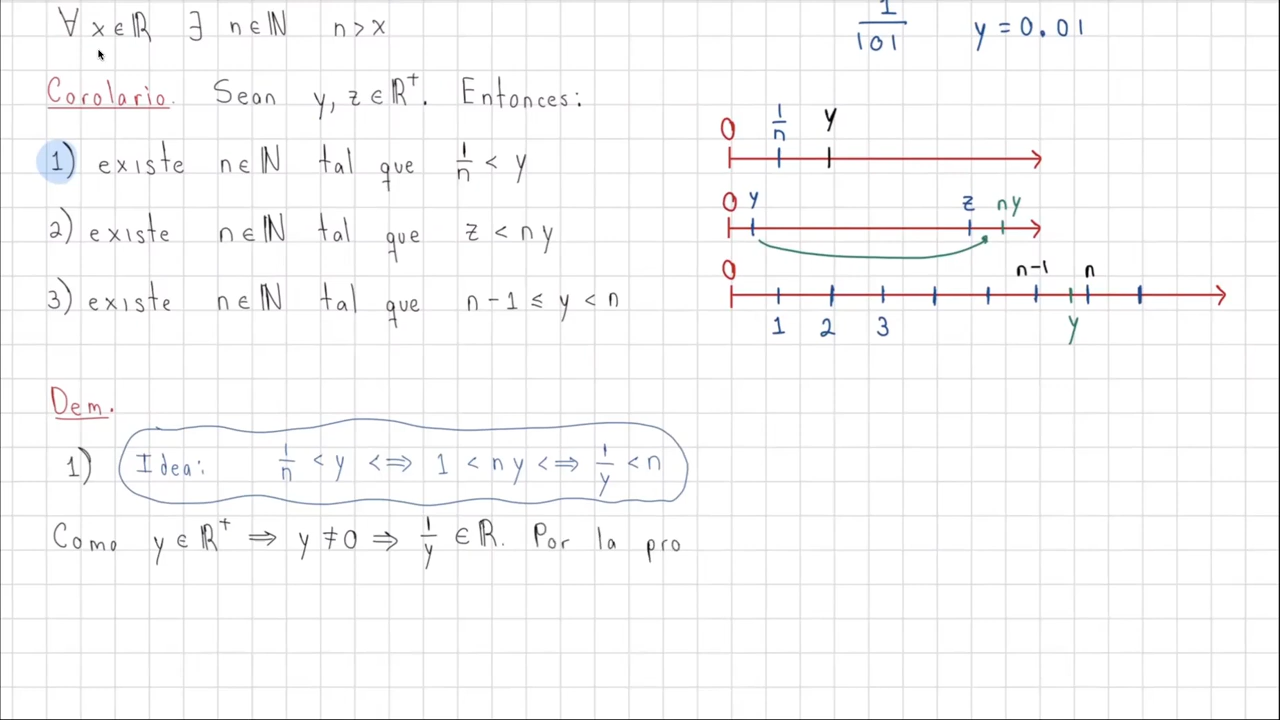 ∀ x ∈ ℝ ∃ n ∈ ℕ n > x
1/101 y = 0.01
Corolario. Sean y, z ∈ ℝ⁺. Entonces:
1) existe n ∈ ℕ tal que 1/n < y
2) existe n ∈ ℕ tal que z < ny
3) existe n ∈ ℕ tal que n - 1 ≤ y < n
0 1/n y
0 y z ny
0 n-1 n
1 2 3 y
Dem.
1) Idea: 1/n < y <=> 1 < ny <=> 1/y < n
Como y ∈ ℝ⁺ ⇒ y ≠ 0 ⇒ 1/y ∈ ℝ. Por la pro